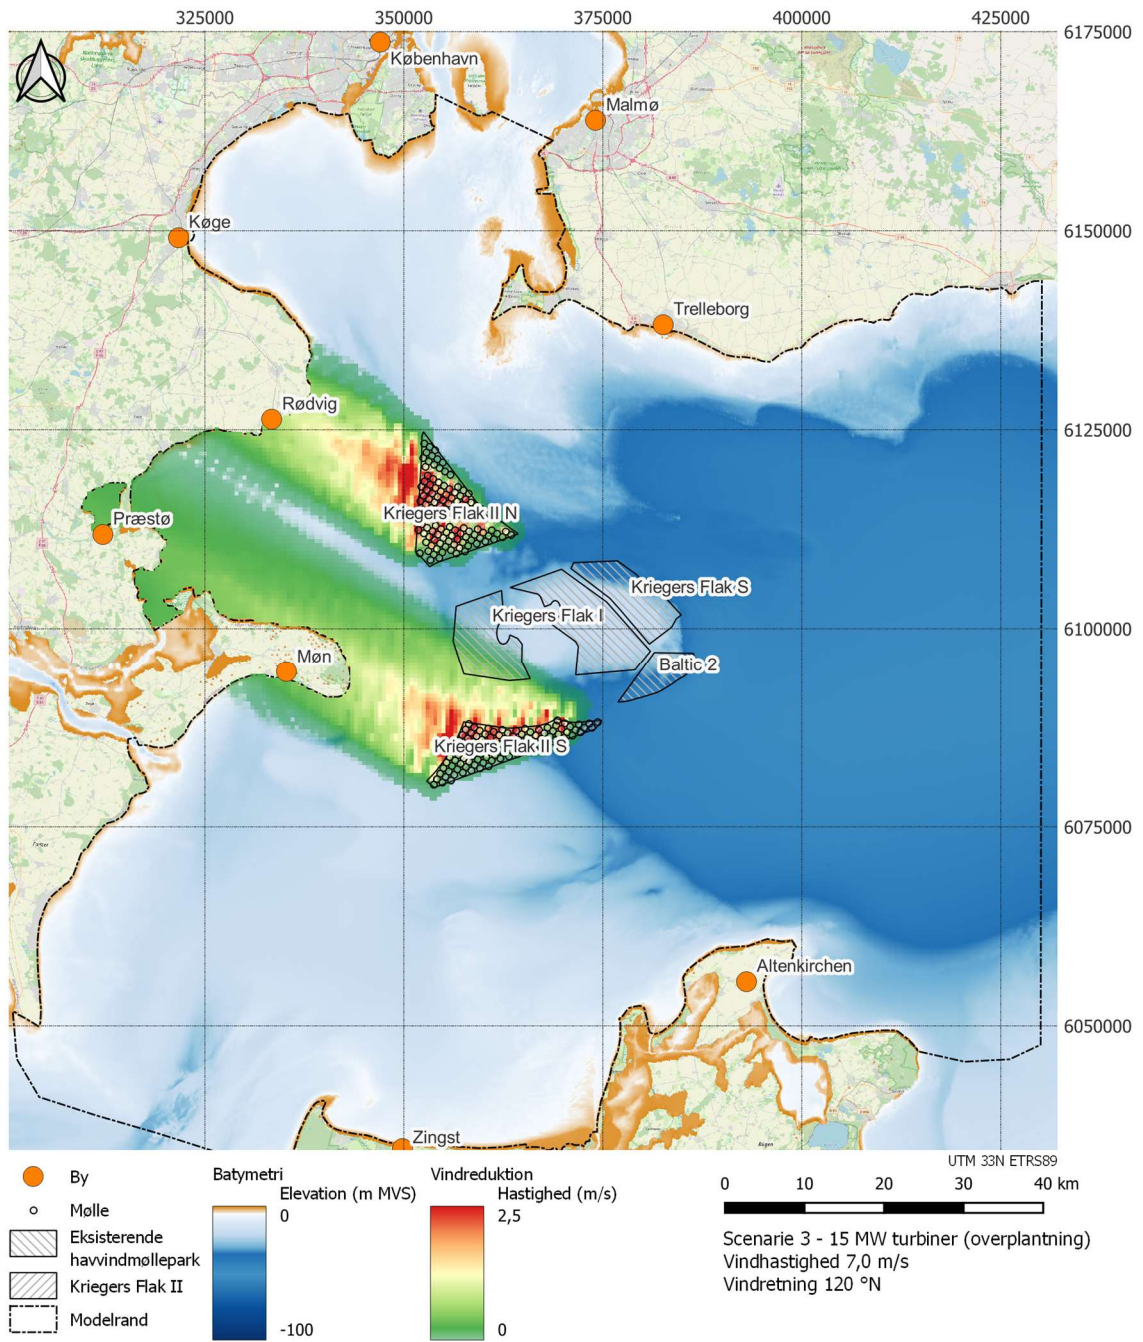 325000
350000
375000
400000
425000
6175000
København
Malmø
Køge
6150000
Trelleborg
Rødvig
6125000
Kriegers Flak II N
Præstø
Kriegers Flak S
Kriegers Flak I
6100000
Møn
Baltic 2
Kriegers Flak II S
6075000
Altenkirchen
6050000
Zingst
UTM 33N ETRS89
By
Mølle
Eksisterende
havvindmøllepark
Kriegers Flak II
Modelrand
Batymetri
Elevation (m MVS)
0
-100
Vindreduktion
Hastighed (m/s)
2,5
0
0
10
20
30
40 km
Scenarie 3 - 15 MW turbiner (overplantning)
Vindhastighed 7,0 m/s
Vindretning 120 °N